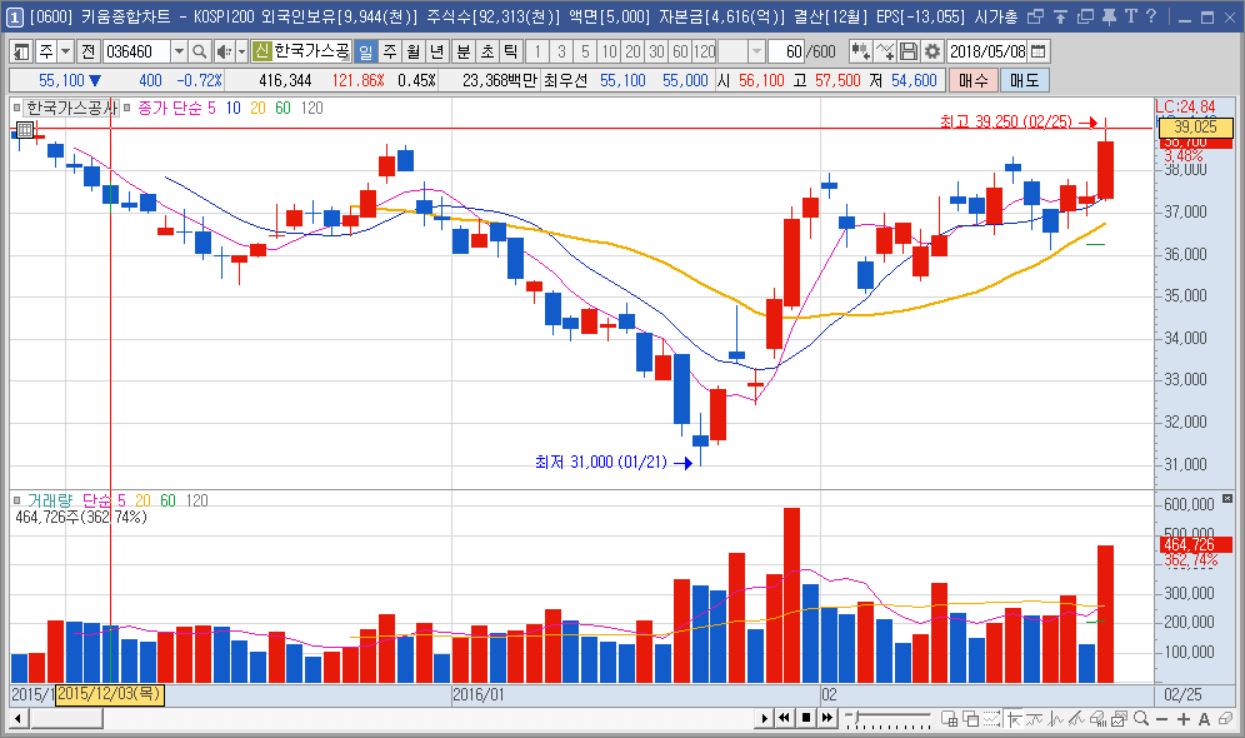 1 [0600] 키움종합차트 - KOSPI200 외국인보유[9,944(천)] 주식수[92,313(천)] 액면[5,000] 자본금[4,616(억)] 결산[12월] EPS[-13,055] 시가총 T ?
주 전 036460 신 한국가스공 일 주 월 년 분 초 틱 1 3 5 10 20 30 60 120 60 /600 2018/05/08
55,100 ▼ 400 -0.72% 416,344 121.86% 0.45% 23,368백만 최우선 55,100 55,000 시 56,100 고 57,500 저 54,600 매수 매도
한국가스공사 종가 단순 5 10 20 60 120
LC:24.84
최고 39,250 (02/25)
39,025
38,700
3.48%
38,000
37,000
36,000
35,000
34,000
33,000
32,000
최저 31,000 (01/21)
31,000
거래량 단순 5 20 60 120
464,726주(362.74%)
600,000
500,000
464,726
362.74%
300,000
200,000
100,000
2015/1 2015/12/03(목) 2016/01 02 02/25
A